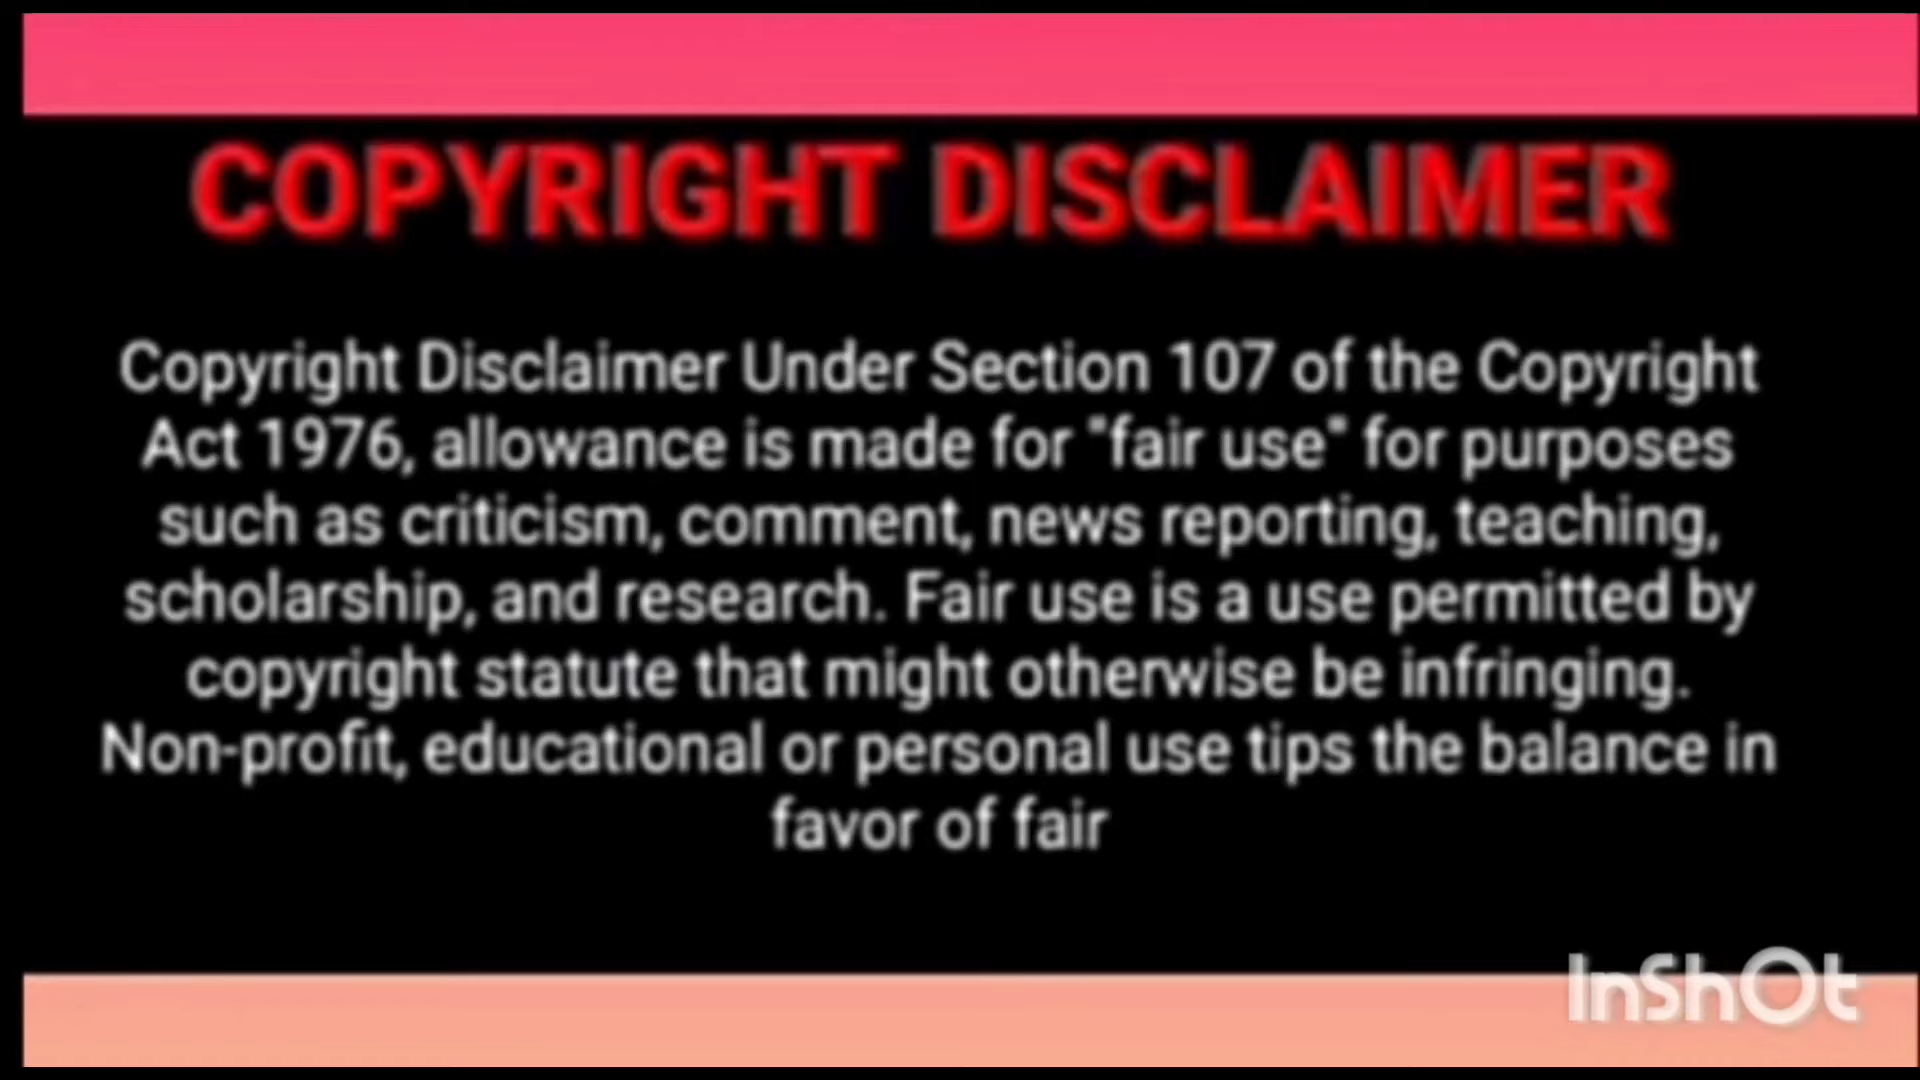 COPYRIGHT DISCLAIMER
Copyright Disclaimer Under Section 107 of the Copyright
Act 1976, allowance is made for "fair use" for purposes
such as criticism, comment, news reporting, teaching,
scholarship, and research. Fair use is a use permitted by
copyright statute that might otherwise be infringing.
Non-profit, educational or personal use tips the balance in
favor of fair
InShOt